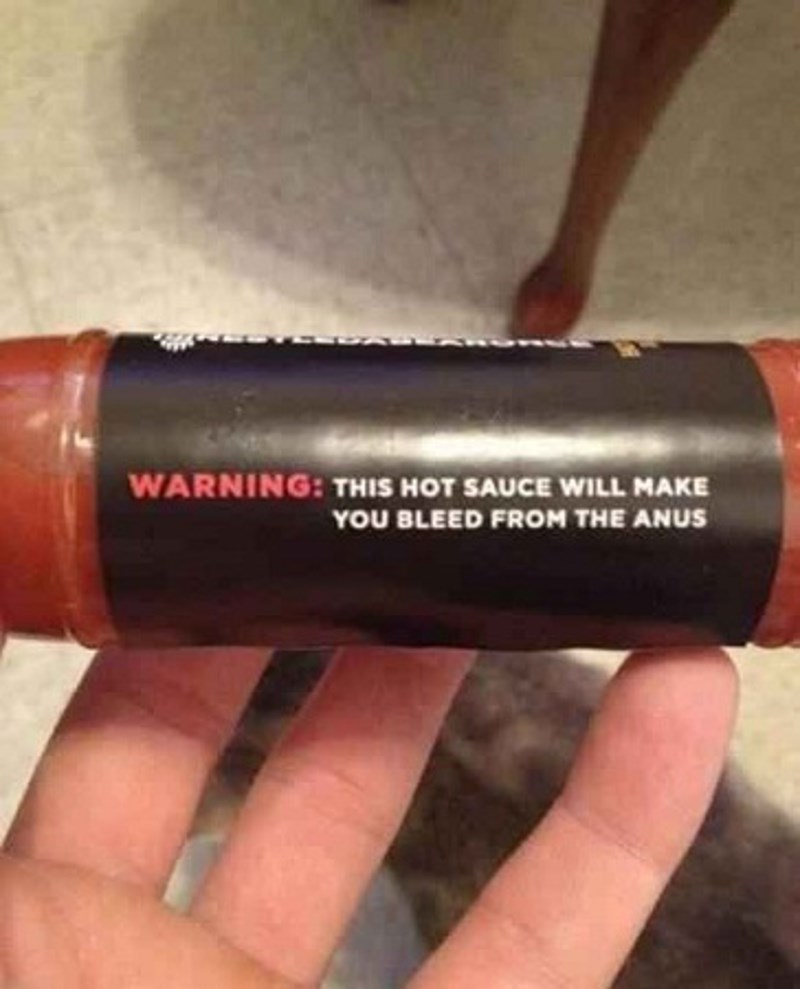 WARNING: THIS HOT SAUCE WILL MAKE
YOU BLEED FROM THE ANUS